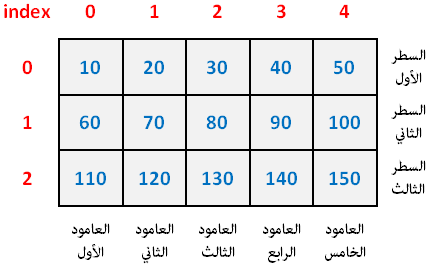 index 0 1 2 3 4
0 10 20 30 40 50 السطر الأول
1 60 70 80 90 100 السطر الثاني
2 110 120 130 140 150 السطر الثالث
العامود العامود العامود العامود العامود
الأول الثاني الثالث الرابع الخامس